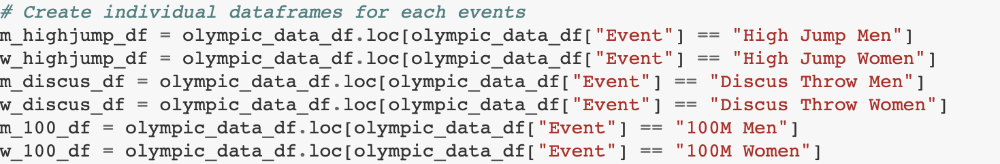 # Create individual dataframes for each events
m_highjump_df = olympic_data_df.loc[olympic_data_df["Event"] == "High Jump Men"]
w_highjump_df = olympic_data_df.loc[olympic_data_df["Event"] == "High Jump Women"]
m_discus_df = olympic_data_df.loc[olympic_data_df["Event"] == "Discus Throw Men"]
w_discus_df = olympic_data_df.loc[olympic_data_df["Event"] == "Discus Throw Women"]
m_100_df = olympic_data_df.loc[olympic_data_df["Event"] == "100M Men"]
w_100_df = olympic_data_df.loc[olympic_data_df["Event"] == "100M Women"]